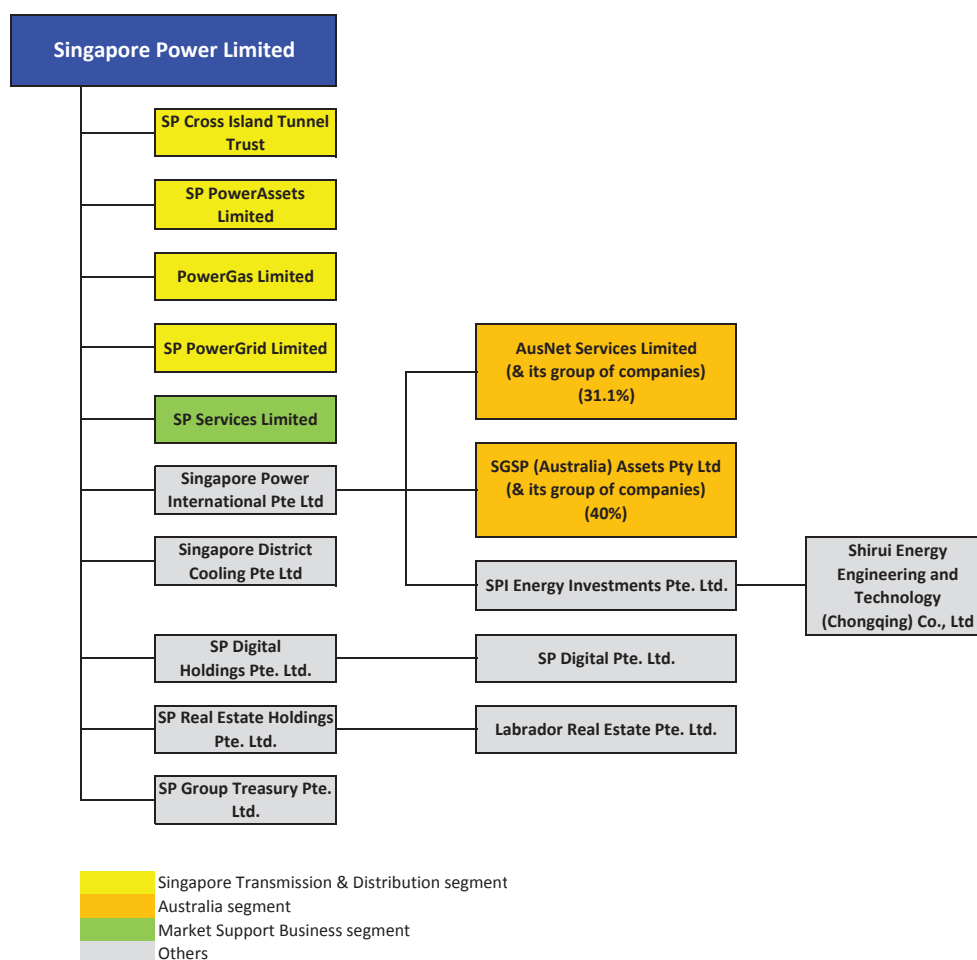 Singapore Power Limited
SP Cross Island Tunnel
Trust
SP PowerAssets
Limited
PowerGas Limited
SP PowerGrid Limited
SP Services Limited
Singapore Power
International Pte Ltd
Singapore District
Cooling Pte Ltd
SP Digital
Holdings Pte. Ltd.
SP Real Estate Holdings
Pte. Ltd.
SP Group Treasury Pte.
Ltd.
AusNet Services Limited
(& its group of companies)
(31.1%)
SGSP (Australia) Assets Pty Ltd
(& its group of companies)
(40%)
SPI Energy Investments Pte. Ltd.
SP Digital Pte. Ltd.
Labrador Real Estate Pte. Ltd.
Shirui Energy
Engineering and
Technology
(Chongqing) Co., Ltd
Singapore Transmission & Distribution segment
Australia segment
Market Support Business segment
Others